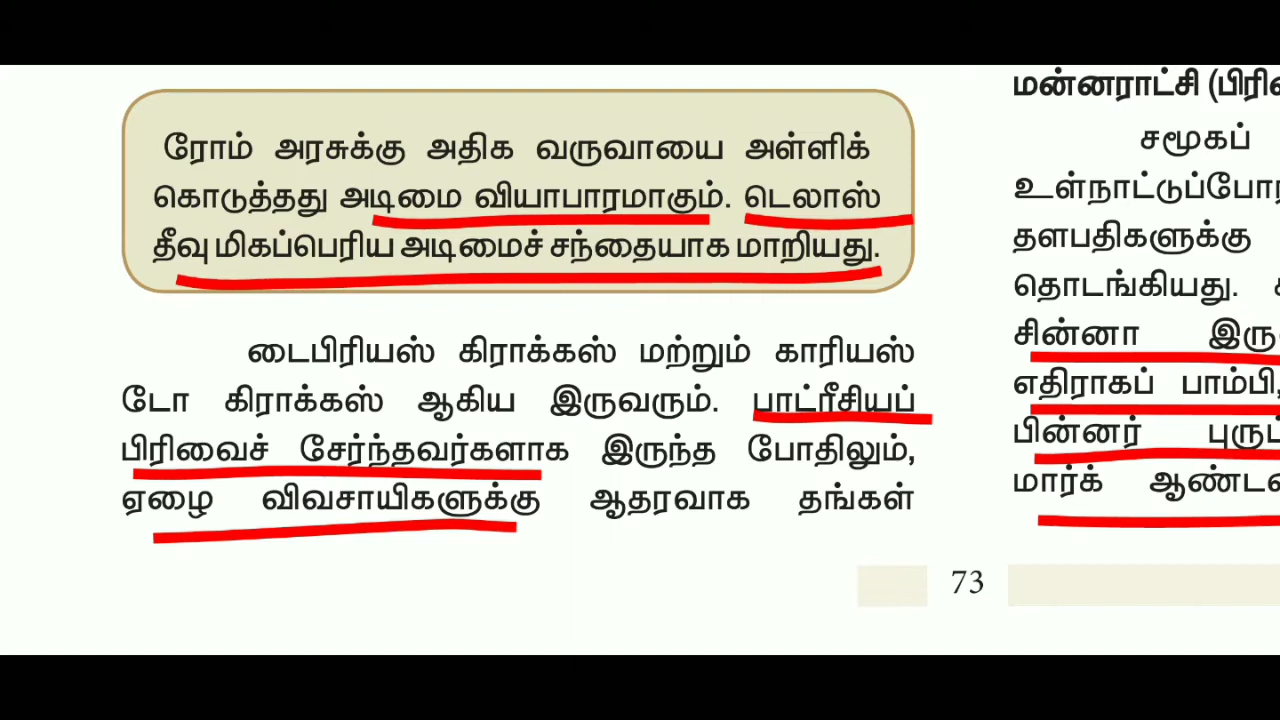 ரோம் அரசுக்கு அதிக வருவாயை அள்ளிக்
கொடுத்தது அடிமை வியாபாரமாகும். டெலாஸ்
தீவு மிகப்பெரிய அடிமைச் சந்தையாக மாறியது.
டைபிரியஸ் கிராக்கஸ் மற்றும் காரியஸ்
டோ கிராக்கஸ் ஆகிய இருவரும். பாட்ரீசியப்
பிரிவைச் சேர்ந்தவர்களாக இருந்த போதிலும்,
ஏழை விவசாயிகளுக்கு ஆதரவாக தங்கள்
73
மன்னராட்சி
சமூகப்
உள்நாட்டுப்போர
தளபதிகளுக்கு
தொடங்கியது.
சின்னா
எதிராகப் பாம்பி,
பின்னர்
மார்க்